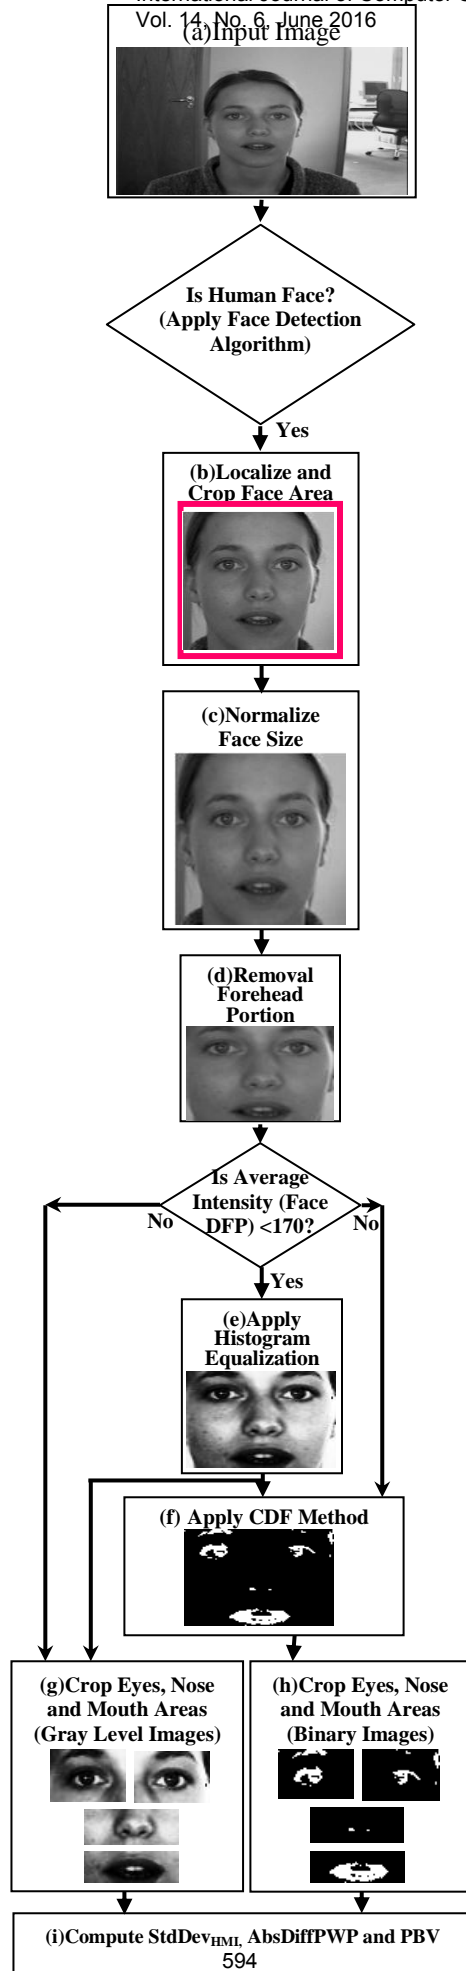 Vol. 14, No. 6, June 2016
(a)Input Image
Is Human Face?
(Apply Face Detection
Algorithm)
Yes
(b)Localize and
Crop Face Area
(c)Normalize
Face Size
(d)Removal
Forehead
Portion
Is Average
Intensity (Face
DFP) <170?
No
No
Yes
(e)Apply
Histogram
Equalization
(f) Apply CDF Method
(g)Crop Eyes, Nose
and Mouth Areas
(Gray Level Images)
(h)Crop Eyes, Nose
and Mouth Areas
(Binary Images)
(i)Compute StdDevHMI, AbsDiffPWP and PBV
594